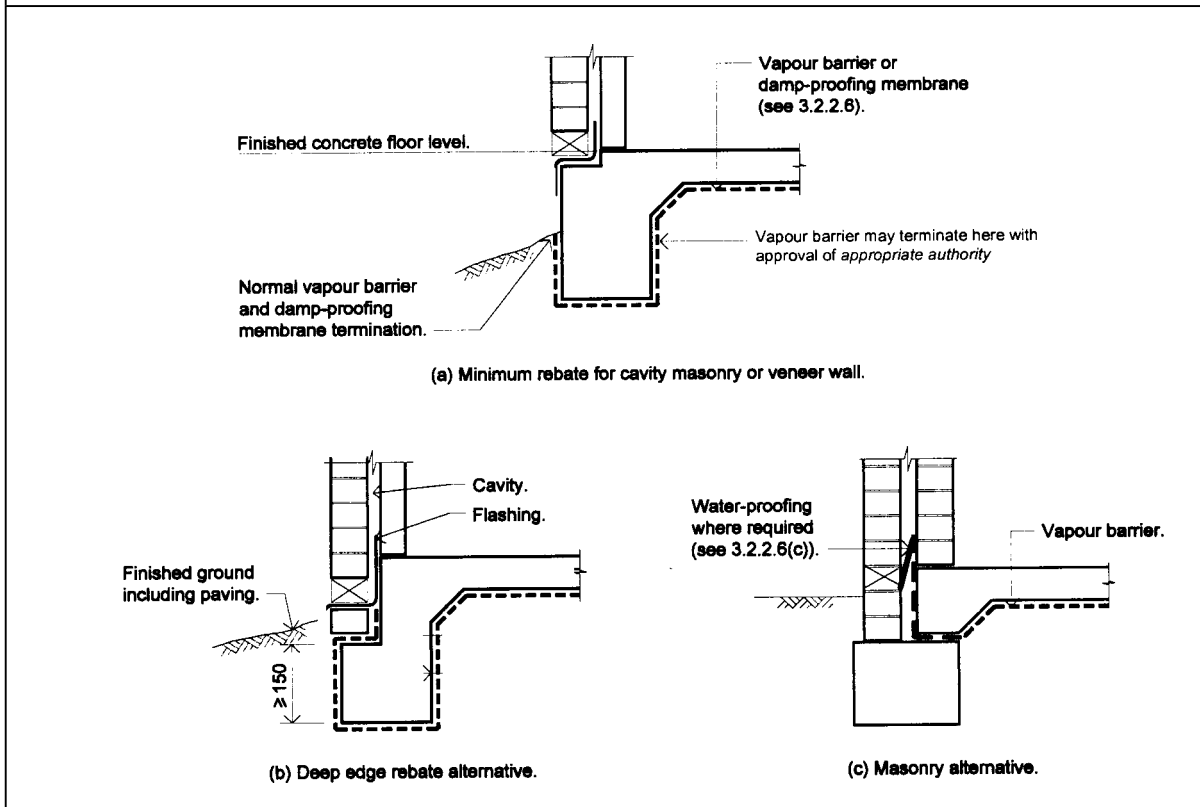 Vapour barrier or
damp-proofing membrane
(see 3.2.2.6).
Finished concrete floor level.
Vapour barrier may terminate here with
approval of appropriate authority
Normal vapour barrier
and damp-proofing
membrane termination.
(a) Minimum rebate for cavity masonry or veneer wall.
Cavity.
Flashing.
Finished ground
including paving.
≥150
(b) Deep edge rebate alternative.
Water-proofing
where required
(see 3.2.2.6(c)).
Vapour barrier.
(c) Masonry alternative.